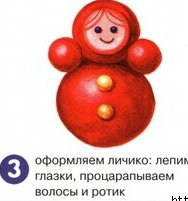 3
оформляем личико: лепим
глазки, процарапываем
волосы и ротик